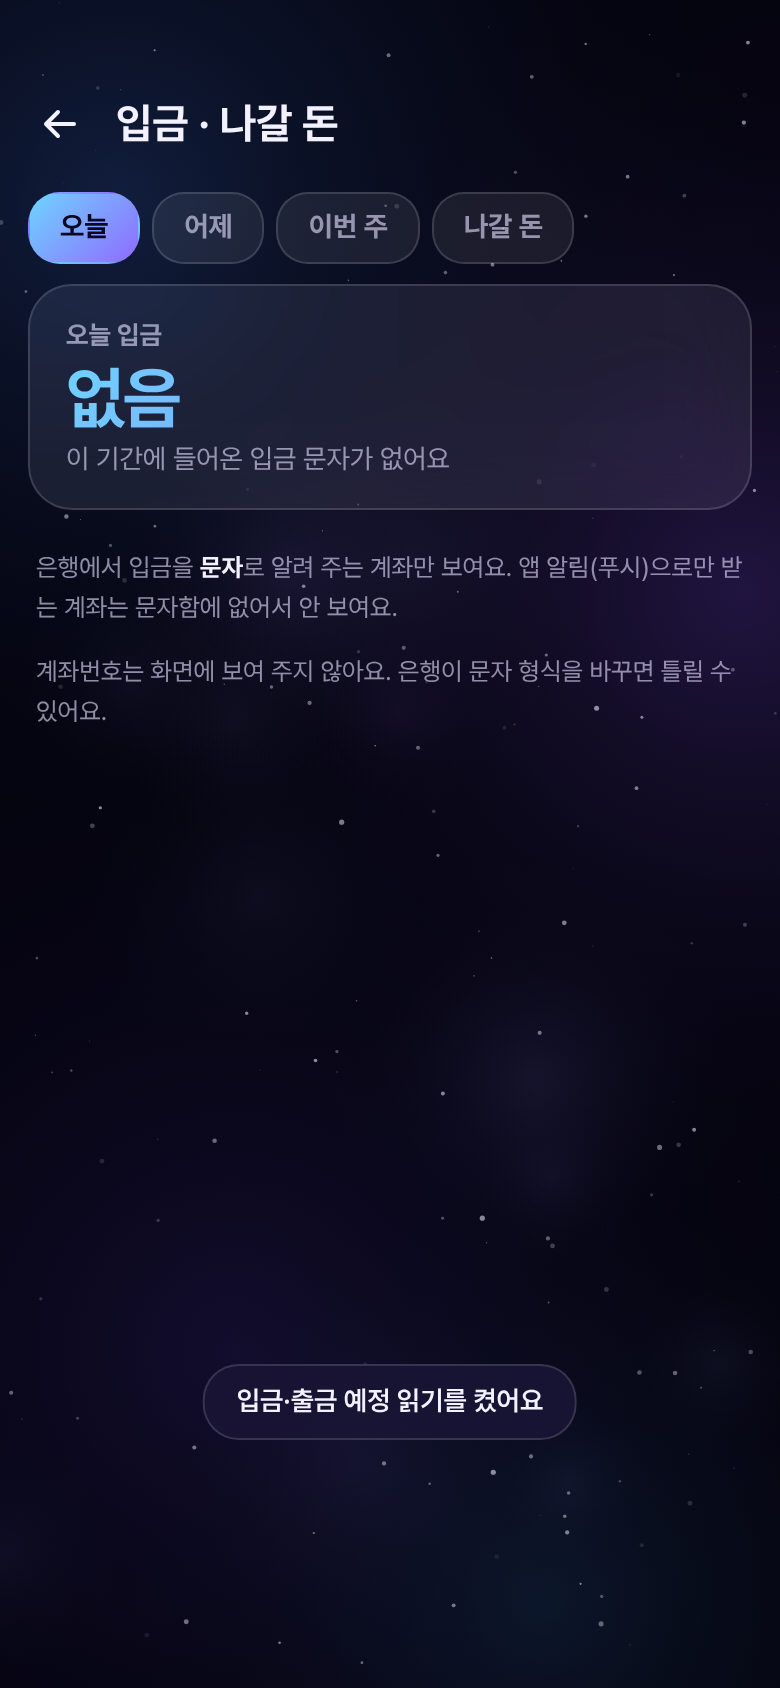 입금 · 나갈 돈
오늘
어제
이번 주
나갈 돈
오늘 입금
없음
이 기간에 들어온 입금 문자가 없어요
은행에서 입금을 문자로 알려 주는 계좌만 보여요. 앱 알림(푸시)으로만 받
는 계좌는 문자함에 없어서 안 보여요.
계좌번호는 화면에 보여 주지 않아요. 은행이 문자 형식을 바꾸면 틀릴 수
있어요.
입금·출금 예정 읽기를 켰어요